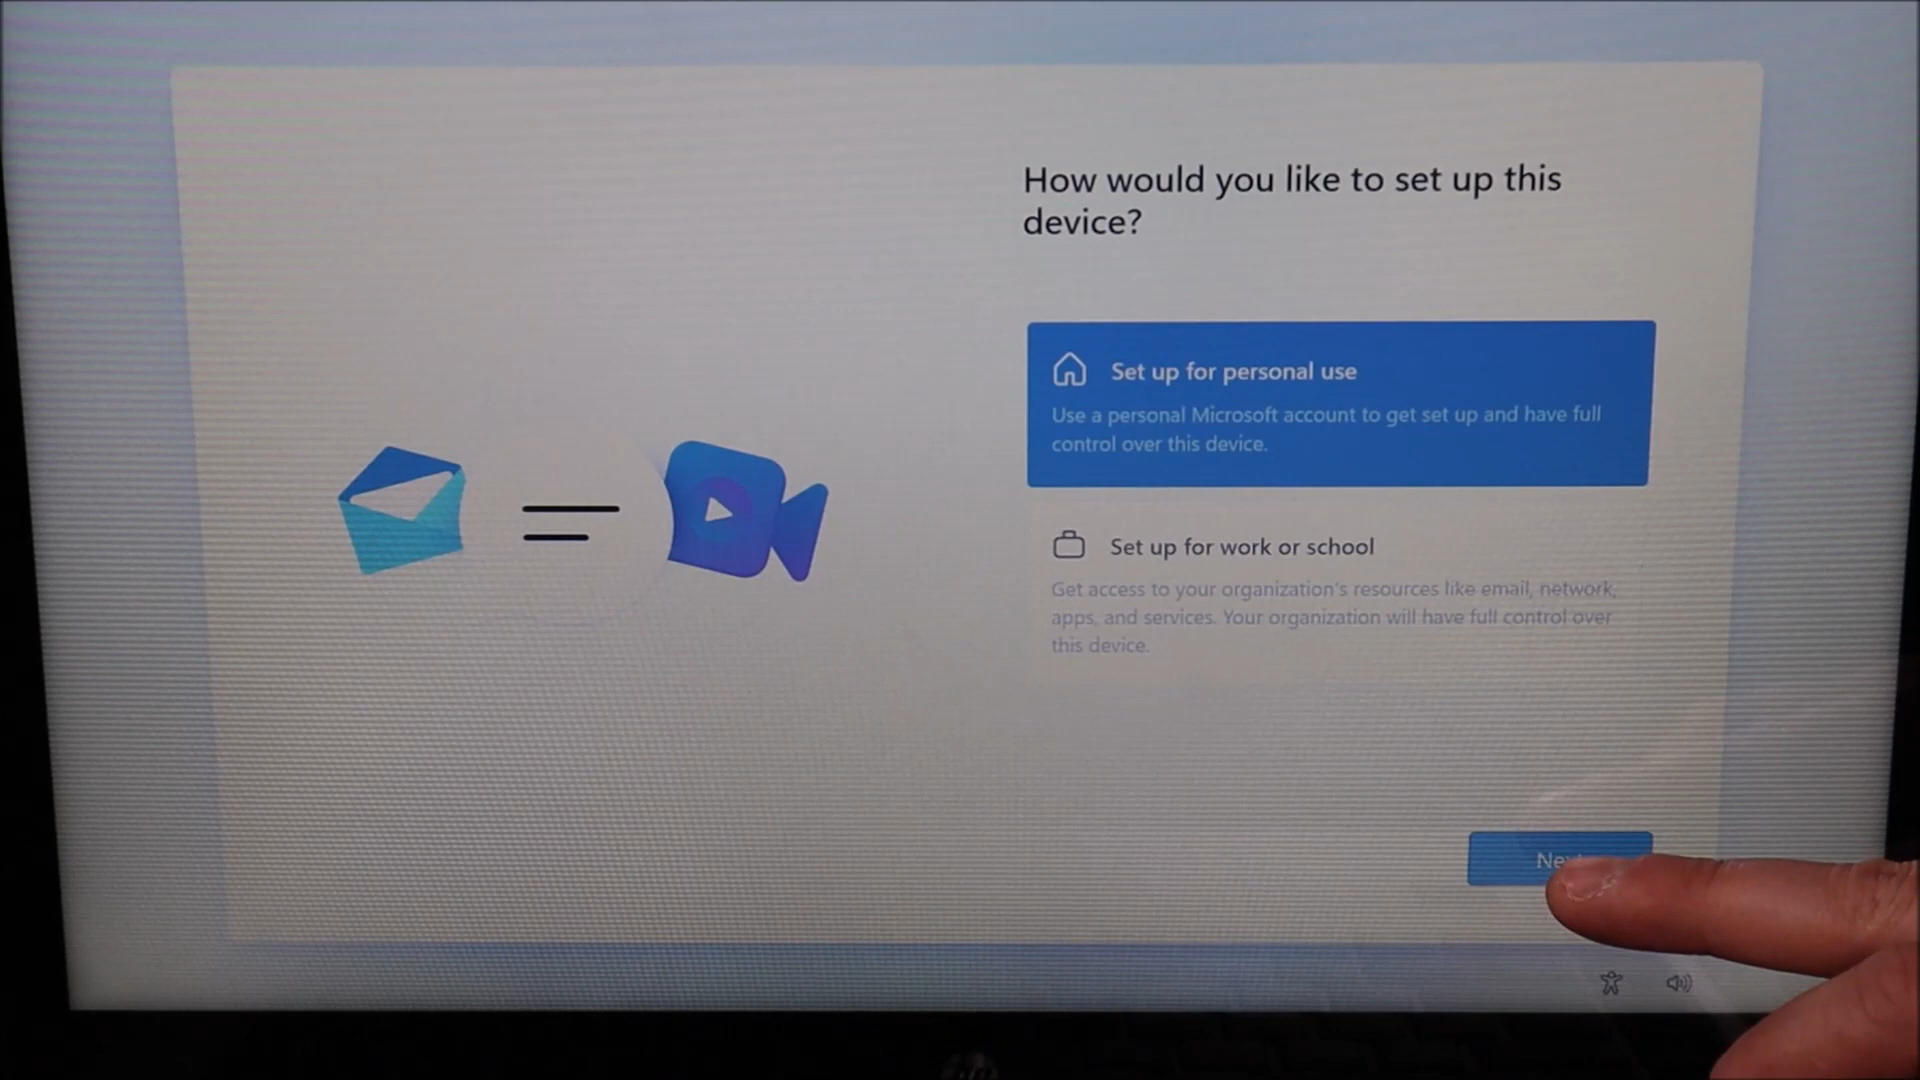 How would you like to set up this
device?
Set up for personal use
Use a personal Microsoft account to get set up and have full
control over this device.
Set up for work or school
Get access to your organization's resources like email, network,
apps, and services. Your organization will have full control over
this device.
Next
hp